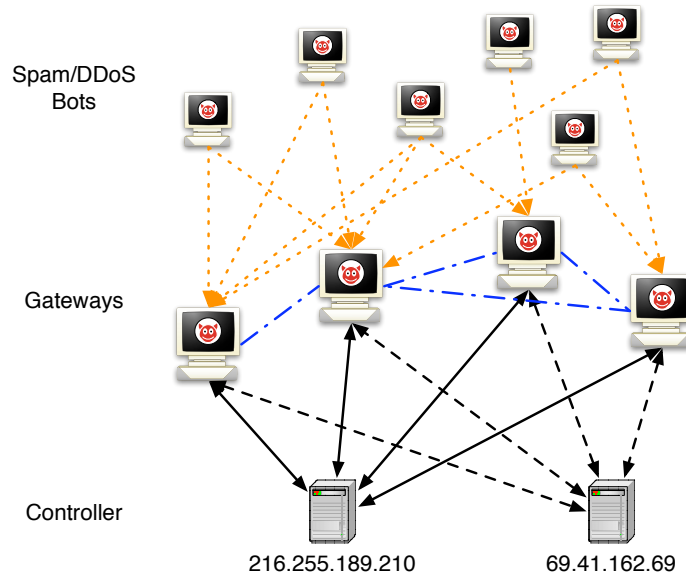 Spam/DDoS
Bots
Gateways
Controller
216.255.189.210
69.41.162.69